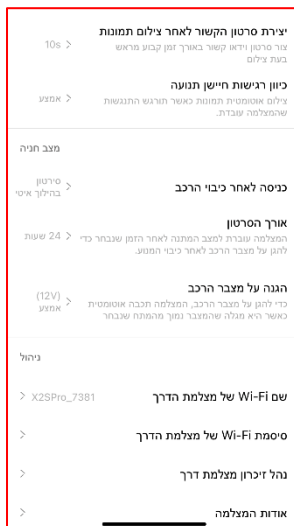 יצירת סרטון הקשור לאחר צילום תמונות
צור סרטון וידאו קשור באורך זמן קבוע מראש
בעת צילום
10s
כיוון רגישות חיישן תנועה
צילום אוטומטית תמונות כאשר תורגש התנגשות
שהמצלמה עובדת.
אמצע
מצב חניה
כניסה לאחר כיבוי הרכב
סירטון
בהילוך איטי
אורך הסרטון
המצלמה עוברת למצב המתנה לאחר הזמן שנבחר כדי
להגן על מצבר הרכב לאחר כיבוי המנוע.
24 שעות
הגנה על מצבר הרכב
כדי להגן על מצבר הרכב, המצלמה תכבה אוטומטית
כאשר היא מגלה שהמצבר נמוך מהמתח שנבחר
(12V)
אמצע
ניהול
שם Wi-Fi של מצלמת הדרך
X2SPro_7381
סיסמת Wi-Fi של מצלמת הדרך
נהל זיכרון מצלמת דרך
אודות המצלמה